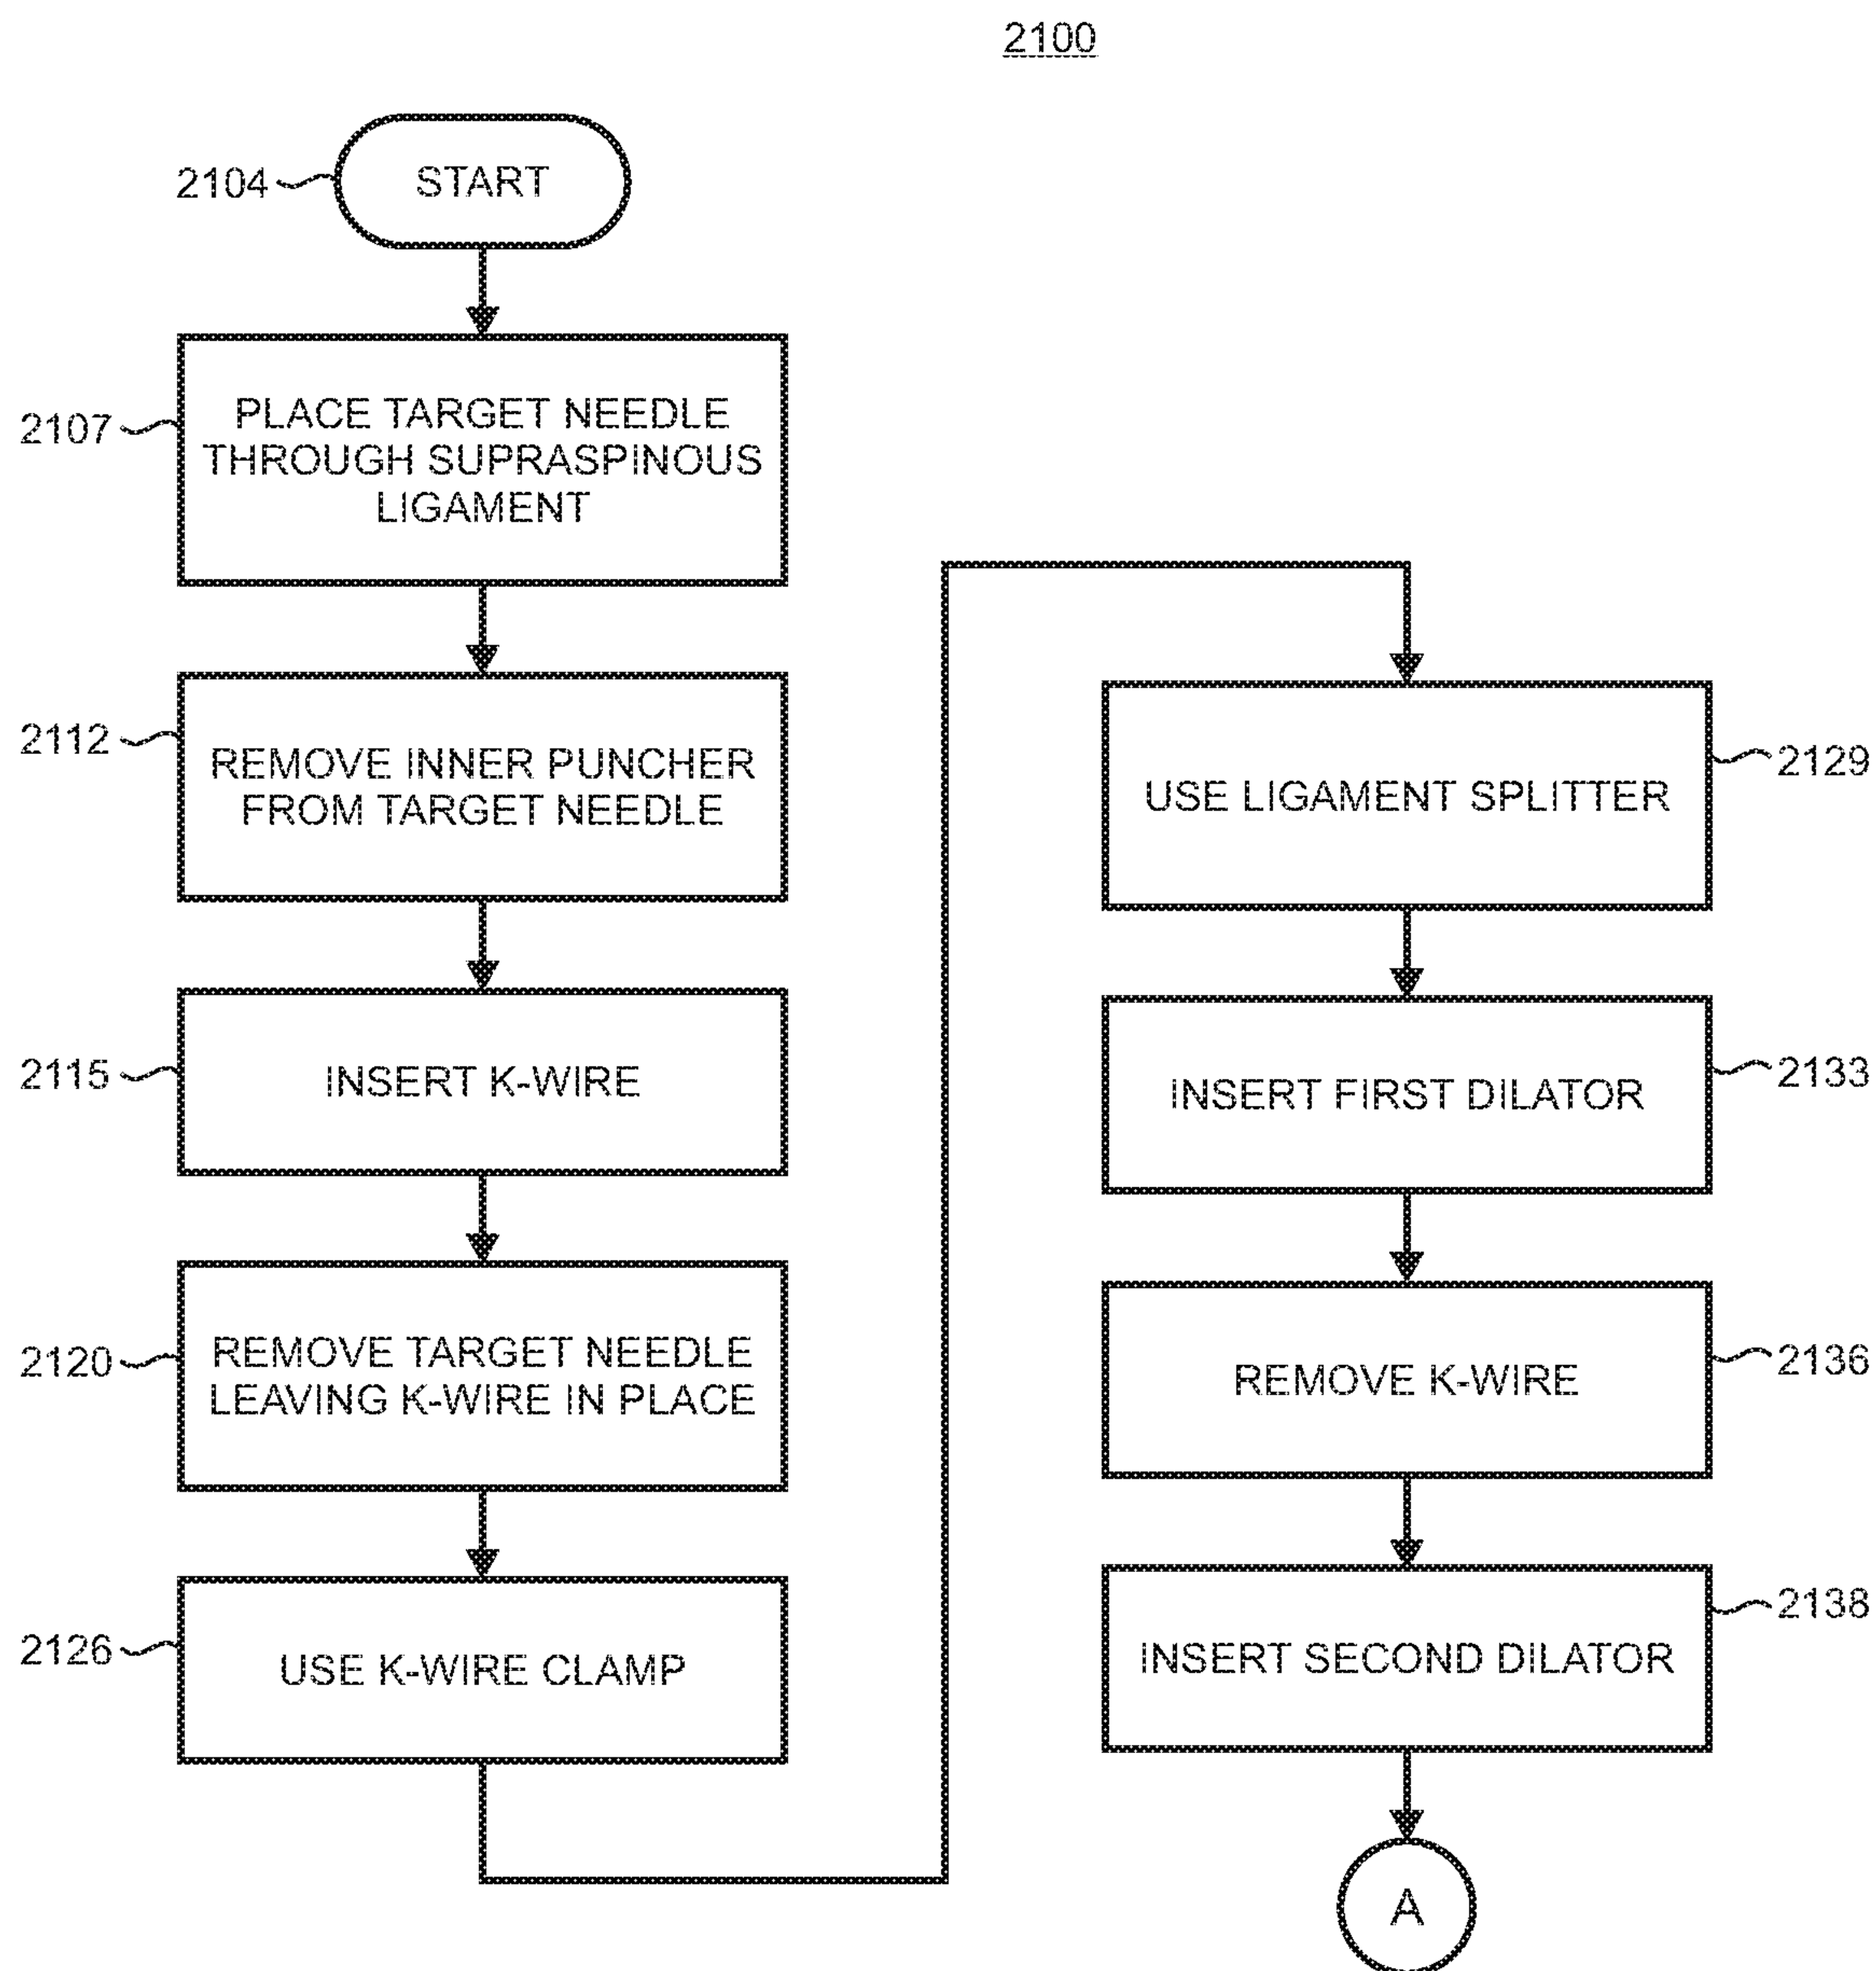 2100
2104
START
2107
PLACE TARGET NEEDLE
THROUGH SUPRASPINOUS
LIGAMENT
2112
REMOVE INNER PUNCHER
FROM TARGET NEEDLE
2115
INSERT K-WIRE
2120
REMOVE TARGET NEEDLE
LEAVING K-WIRE IN PLACE
2126
USE K-WIRE CLAMP
2129
USE LIGAMENT SPLITTER
2133
INSERT FIRST DILATOR
2136
REMOVE K-WIRE
2138
INSERT SECOND DILATOR
A